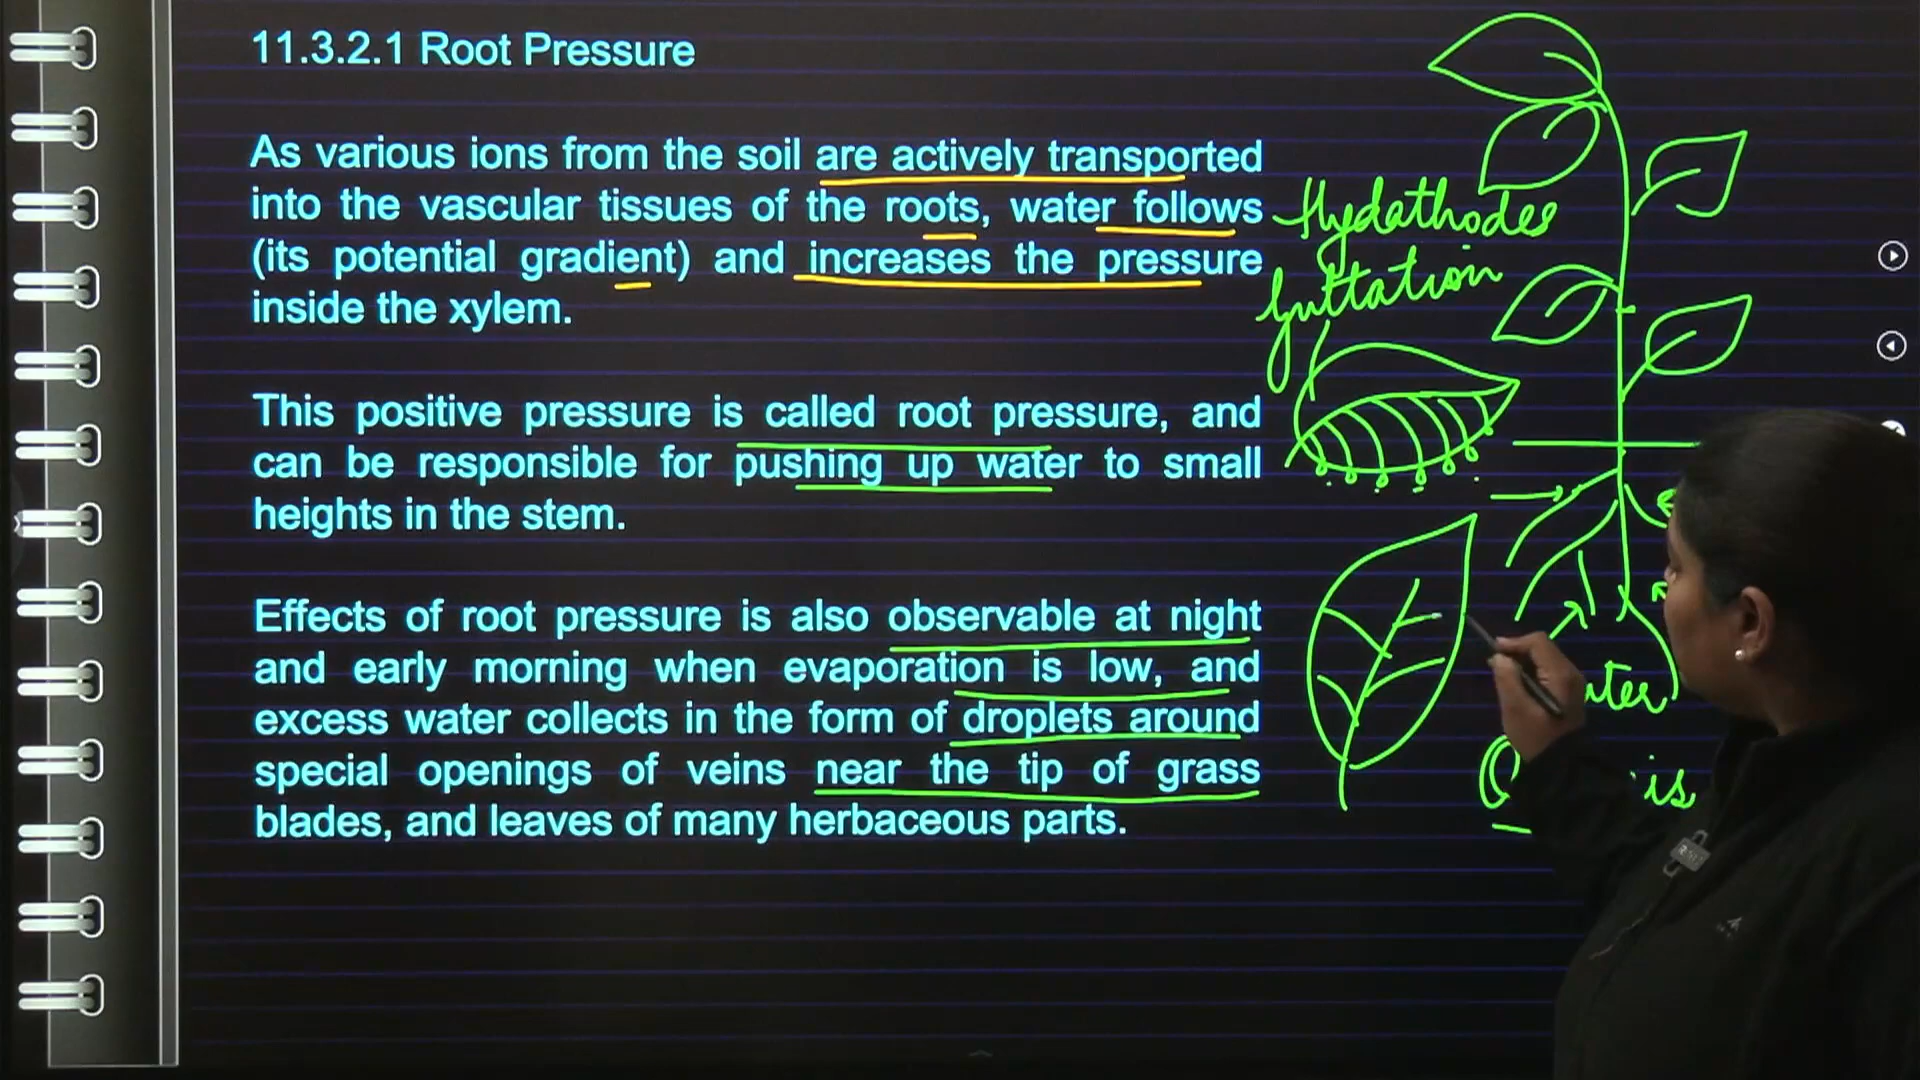 11.3.2.1 Root Pressure
As various ions from the soil are actively transported
into the vascular tissues of the roots, water follows
(its potential gradient) and increases the pressure
inside the xylem.
This positive pressure is called root pressure, and
can be responsible for pushing up water to small
heights in the stem.
Effects of root pressure is also observable at night
and early morning when evaporation is low, and
excess water collects in the form of droplets around
special openings of veins near the tip of grass
blades, and leaves of many herbaceous parts.
Hydathodes
Guttation